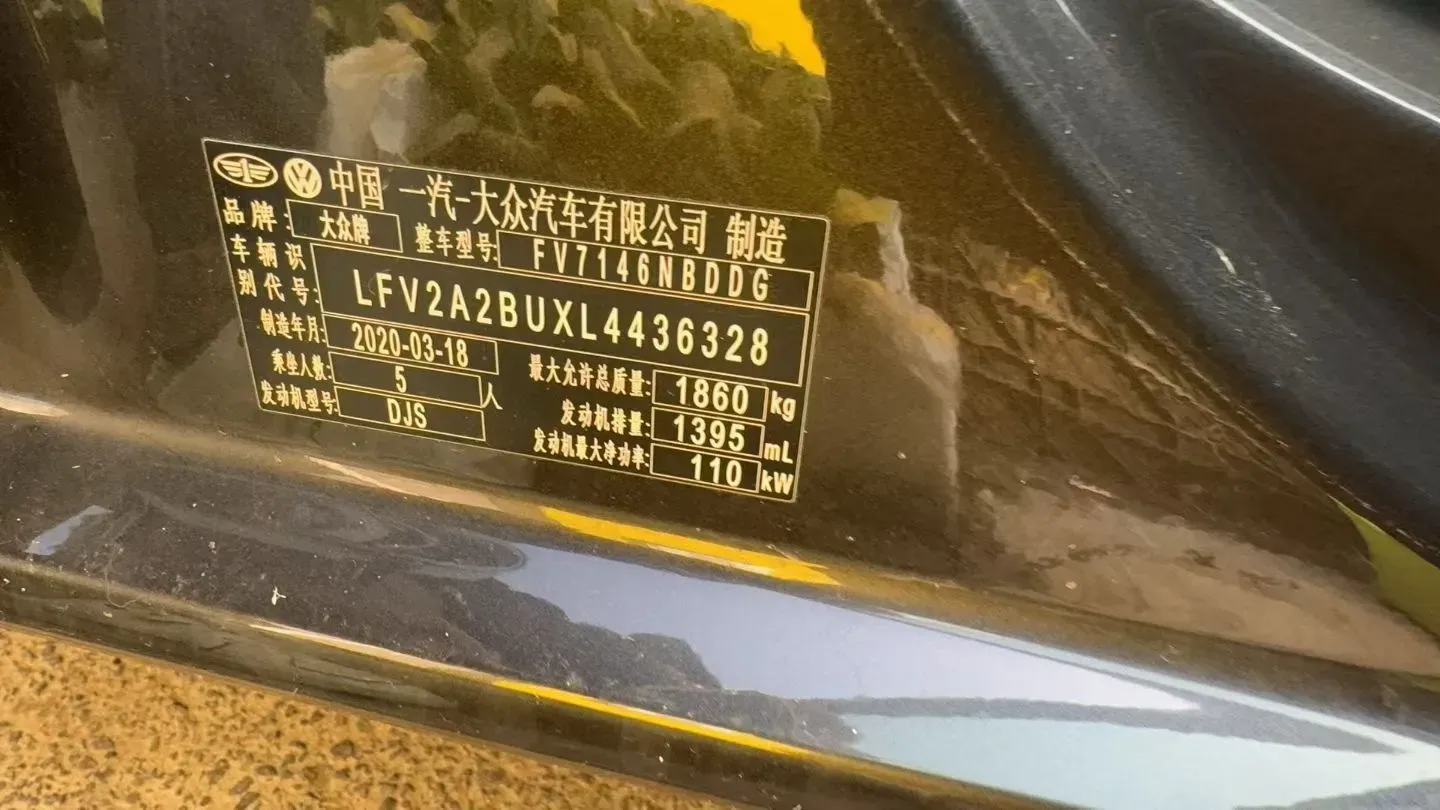 中国 一汽-大众汽车有限公司 制造
品牌: 大众牌 整车型号: FV7146NBDDG
车辆识别代号: LFV2A2BUXL4436328
制造年月: 2020-03-18
乘坐人数: 5 人
发动机型号: DJS
最大允许总质量: 1860 kg
发动机排量: 1395 mL
发动机最大净功率: 110 kW